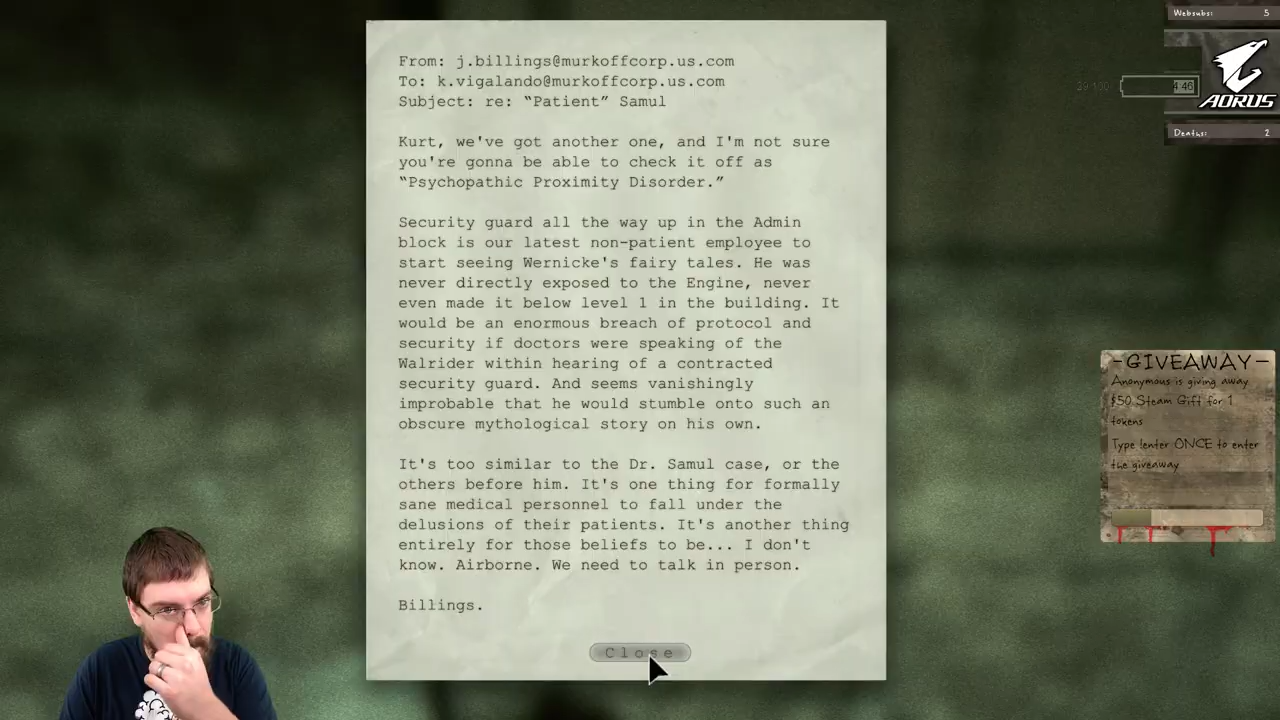 From: j.billings@murkoffcorp.us.com
To: k.vigalando@murkoffcorp.us.com
Subject: re: “Patient” Samul
Kurt, we've got another one, and I'm not sure
you're gonna be able to check it off as
“Psychopathic Proximity Disorder.”
Security guard all the way up in the Admin
block is our latest non-patient employee to
start seeing Wernicke's fairy tales. He was
never directly exposed to the Engine, never
even made it below level 1 in the building. It
would be an enormous breach of protocol and
security if doctors were speaking of the
Walrider within hearing of a contracted
security guard. And seems vanishingly
improbable that he would stumble onto such an
obscure mythological story on his own.
It's too similar to the Dr. Samul case, or the
others before him. It's one thing for formally
sane medical personnel to fall under the
delusions of their patients. It's another thing
entirely for those beliefs to be... I don't
know. Airborne. We need to talk in person.
Billings.
Close
Websubs: 5
AORUS
Deaths: 2
-GIVEAWAY-
Anonymous is giving away
$50 Steam Gift for 1
tokens
Type !enter ONCE to enter
the giveaway